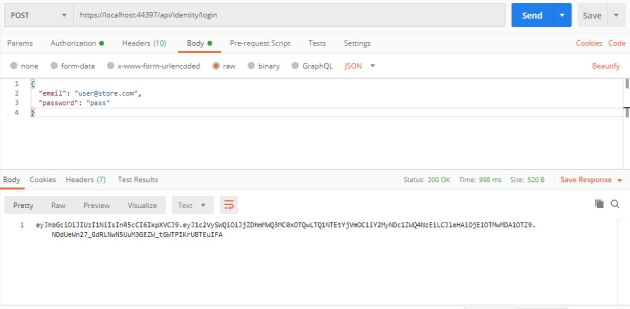 POST https://localhost:44397/api/identity/login Send Save
Params Authorization Headers (10) Body Pre-request Script Tests Settings Cookies Code
none form-data x-www-form-urlencoded raw binary GraphQL JSON Beautify
1 {
2 "email": "user@store.com",
3 "password": "pass"
4 }
Body Cookies Headers (7) Test Results Status: 200 OK Time: 998 ms Size: 520 B Save Response
Pretty Raw Preview Visualize Text
1